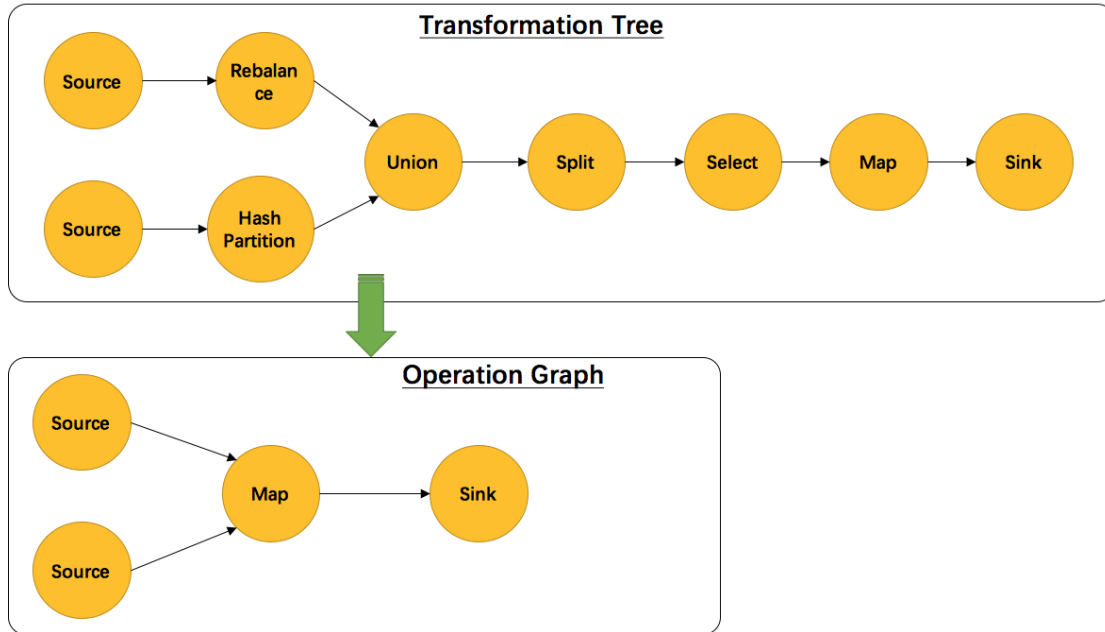 Transformation Tree
Source
Rebalan
ce
Union
Split
Select
Map
Sink
Source
Hash
Partition
Operation Graph
Source
Map
Sink
Source